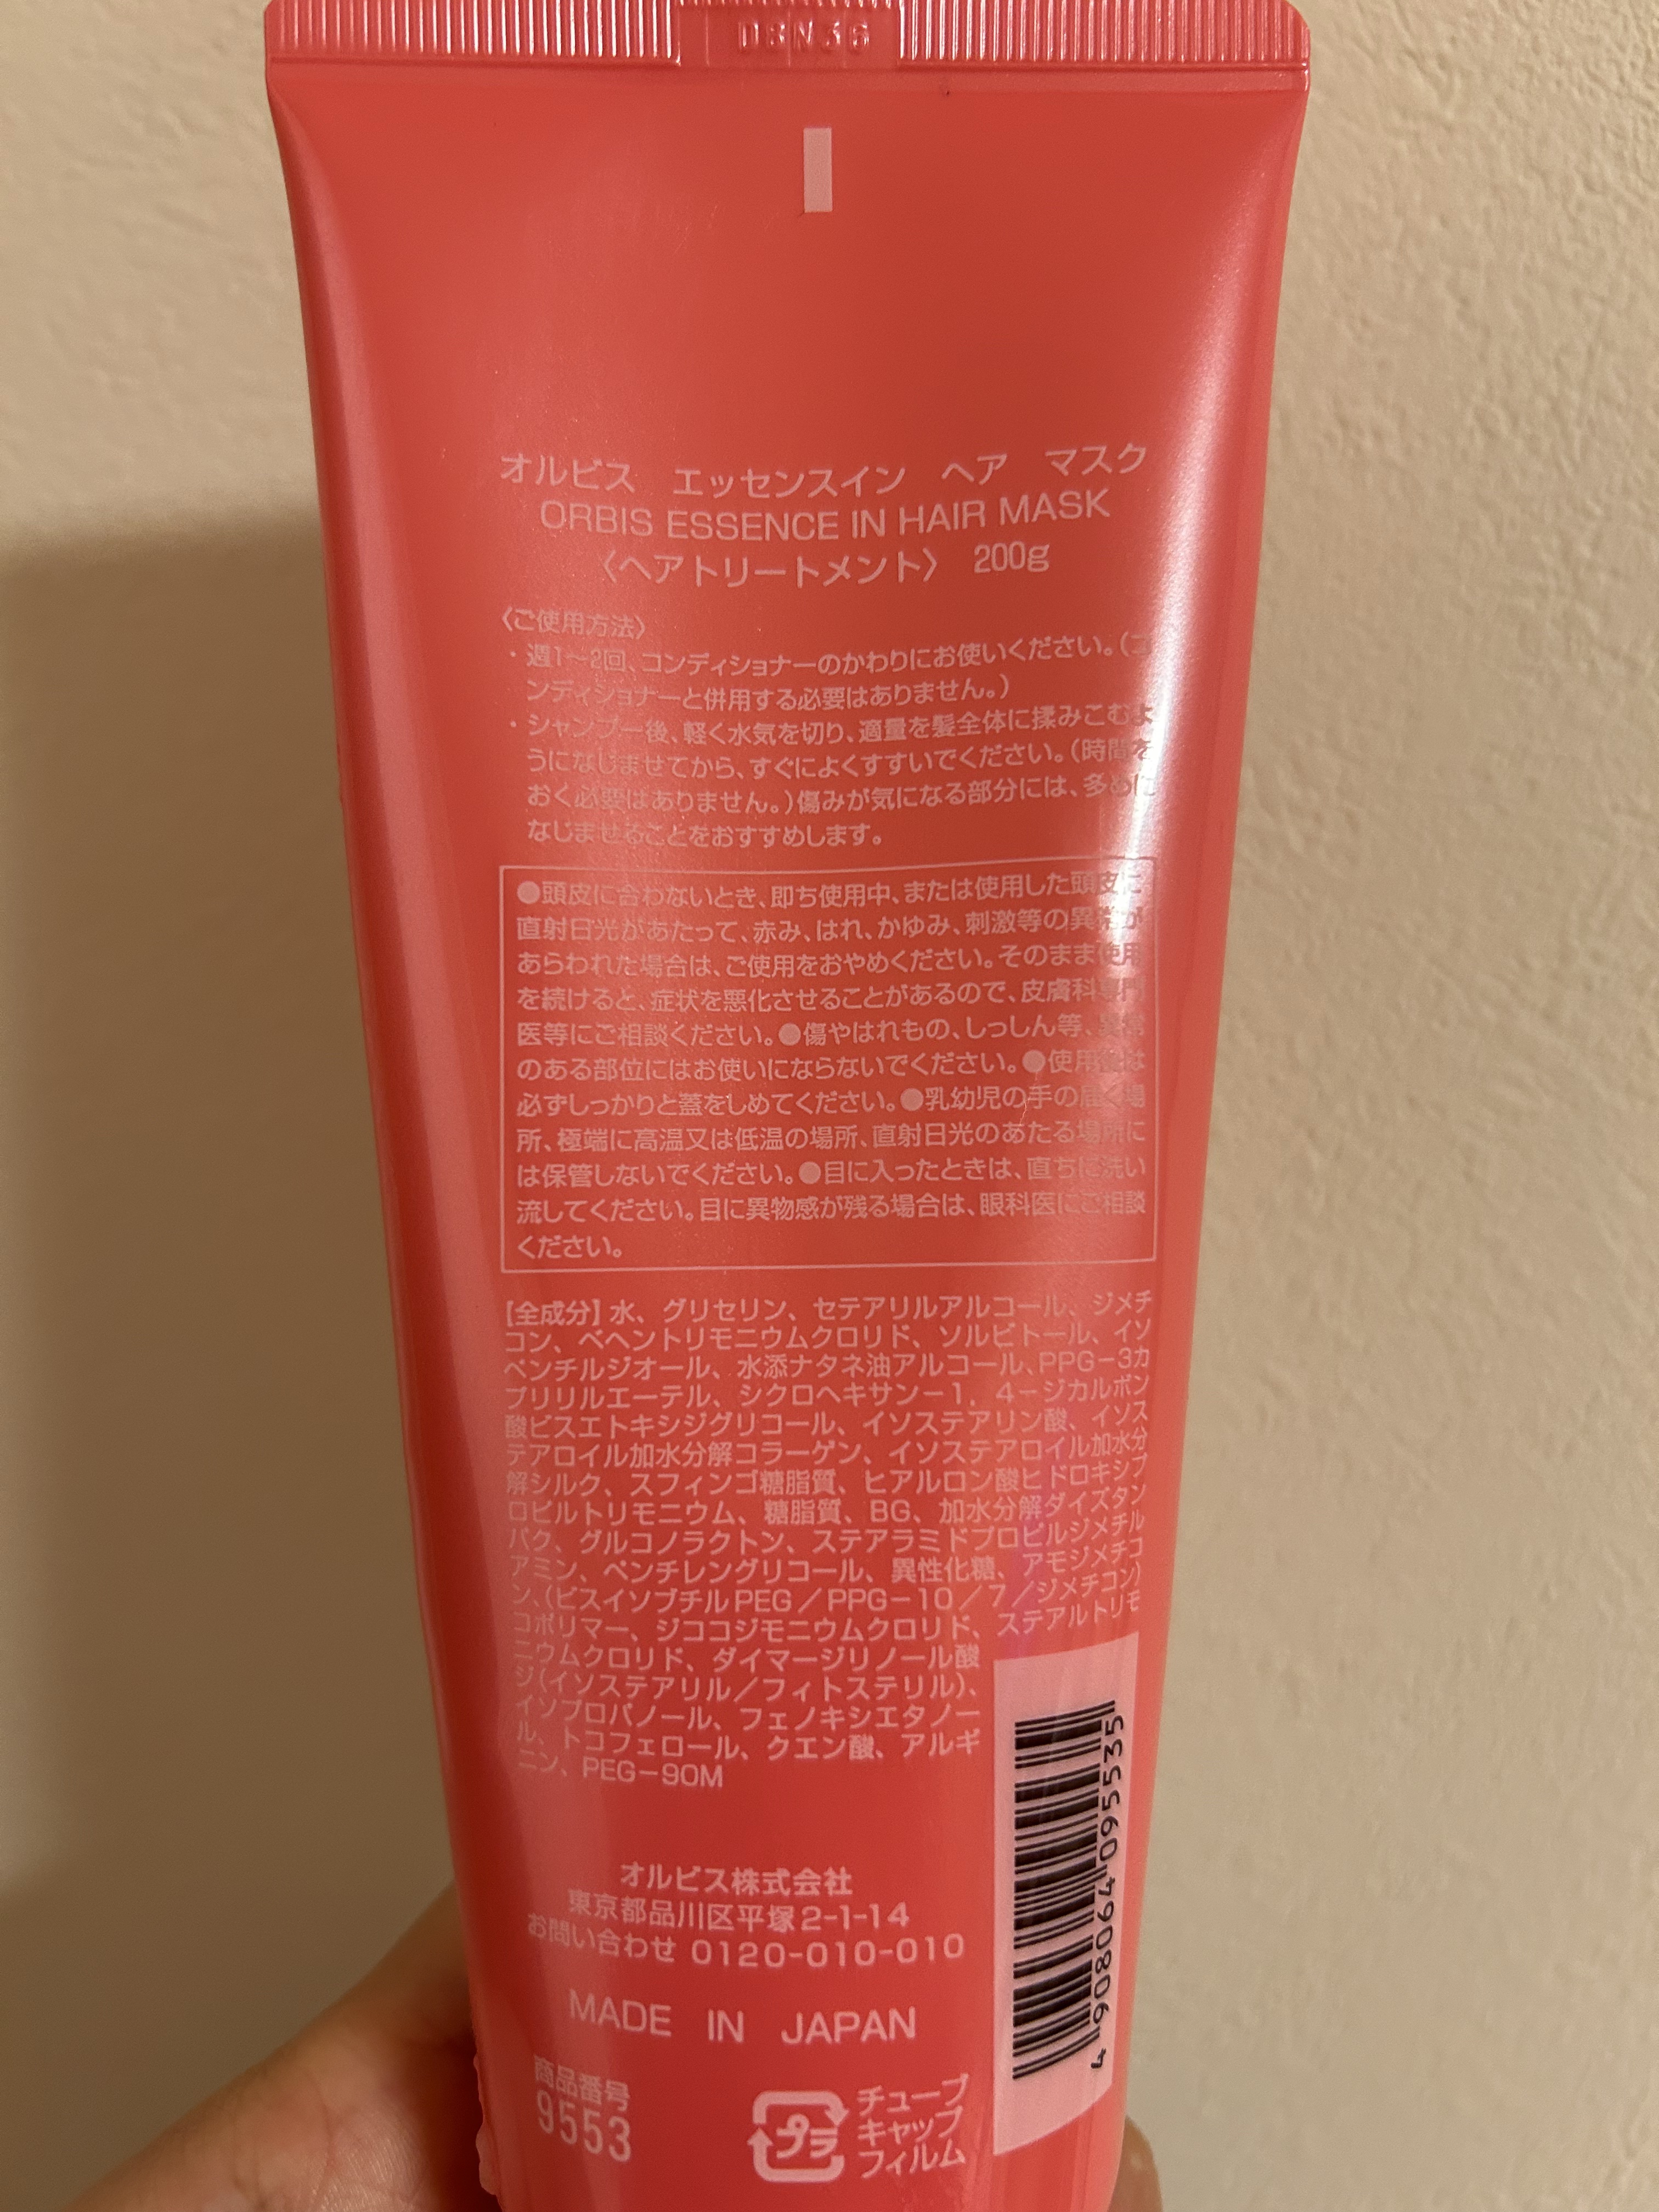 DBN36
オルビス エッセンスイン ヘア マスク
ORBIS ESSENCE IN HAIR MASK
〈ヘアトリートメント〉 200g
〈ご使用方法〉
・週1〜2回、コンディショナーのかわりにお使いください。(コ
ンディショナーと併用する必要はありません。)
・シャンプー後、軽く水気を切り、適量を髪全体に揉みこむよ
うになじませてから、すぐによくすすいでください。(時間を
おく必要はありません。)傷みが気になる部分には、多めに
なじませることをおすすめします。
●頭皮に合わないとき、即ち使用中、または使用した頭皮に
直射日光があたって、赤み、はれ、かゆみ、刺激等の異常が
あらわれた場合は、ご使用をおやめください。そのまま使用
を続けると、症状を悪化させることがあるので、皮膚科専門
医等にご相談ください。●傷やはれもの、しっしん等、異常
のある部位にはお使いにならないでください。●使用後は
必ずしっかりと蓋をしめてください。●乳幼児の手の届く場
所、極端に高温又は低温の場所、直射日光のあたる場所に
は保管しないでください。●目に入ったときは、直ちに洗い
流してください。目に異物感が残る場合は、眼科医にご相談
ください。
[全成分] 水、グリセリン、セテアリルアルコール、ジメチ
コン、ベヘントリモニウムクロリド、ソルビトール、イソ
ペンチルジオール、水添ナタネ油アルコール、PPG－3カ
プリリルエーテル、シクロヘキサン－1，4－ジカルボン
酸ビスエトキシジグリコール、イソステアリン酸、イソス
テアロイル加水分解コラーゲン、イソステアロイル加水分
解シルク、スフィンゴ糖脂質、ヒアルロン酸ヒドロキシプ
ロピルトリモニウム、糖脂質、BG、加水分解ダイズタン
パク、グルコノラクトン、ステアラミドプロピルジメチル
アミン、ペンチレングリコール、異性化糖、アモジメチコ
ン、(ビスイソブチルPEG／PPG－10／7／ジメチコン)
コポリマー、ジココジモニウムクロリド、ステアルトリモ
ニウムクロリド、ダイマージリノール酸
ジ(イソステアリル／フィトステリル)、
イソプロパノール、フェノキシエタノー
ル、トコフェロール、クエン酸、アルギ
ニン、PEG－90M
オルビス株式会社
東京都品川区平塚2-1-14
お問い合わせ 0120-010-010
MADE IN JAPAN
商品番号
9553
プラ
チューブ
キャップ
フィルム
4 908064 095535